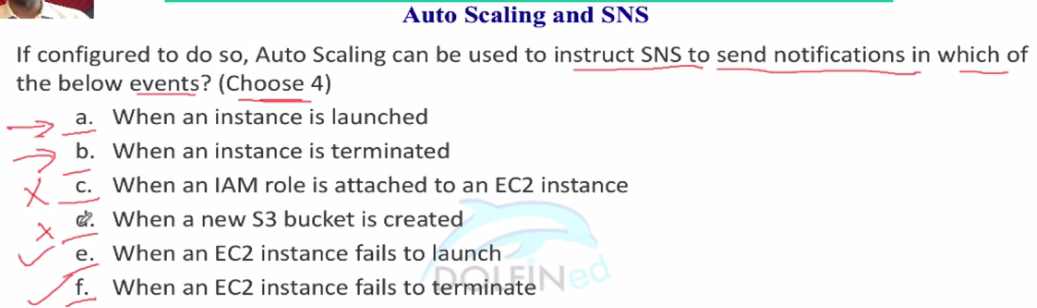 Auto Scaling and SNS
If configured to do so, Auto Scaling can be used to instruct SNS to send notifications in which of
the below events? (Choose 4)
a. When an instance is launched
b. When an instance is terminated
c. When an IAM role is attached to an EC2 instance
d. When a new S3 bucket is created
e. When an EC2 instance fails to launch
f. When an EC2 instance fails to terminate
DOLFINed